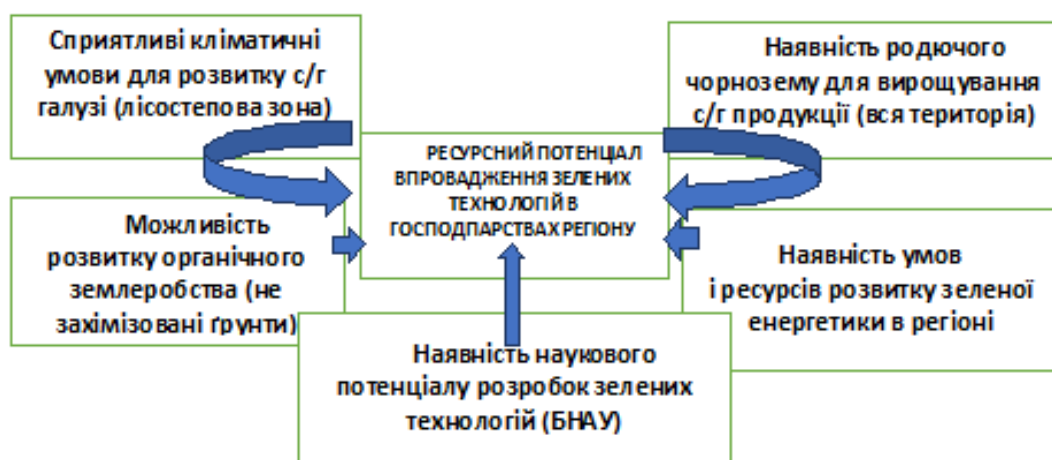 Сприятливі кліматичні
умови для розвитку с/г
галузі (лісостепова зона)
Наявність родючого
чорнозему для вирощування
с/г продукції (вся територія)
РЕСУРСНИЙ ПОТЕНЦІАЛ
ВПРОВАДЖЕННЯ ЗЕЛЕНИХ
ТЕХНОЛОГІЙ В
ГОСПОДПАРСТВАХ РЕГІОНУ
Можливість
розвитку органічного
землеробства (не
захімізовані ґрунти)
Наявність умов
і ресурсів розвитку зеленої
енергетики в регіоні
Наявність наукового
потенціалу розробок зелених
технологій (БНАУ)